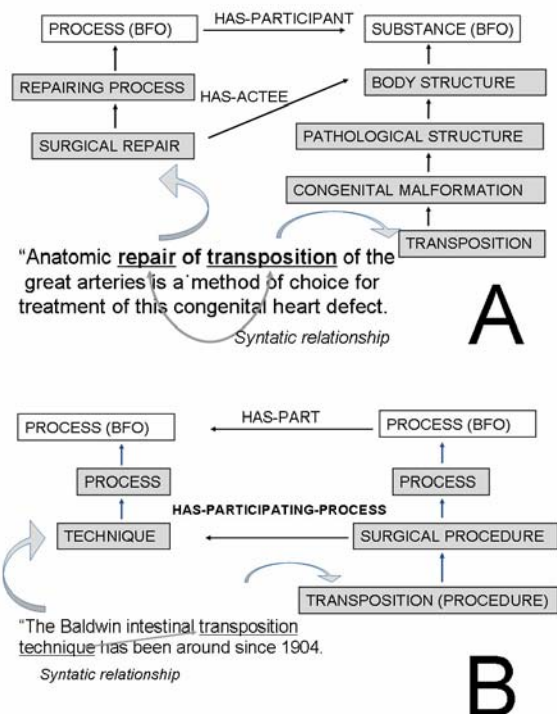 PROCESS (BFO)
HAS-PARTICIPANT
SUBSTANCE (BFO)
REPAIRING PROCESS
HAS-ACTEE
BODY STRUCTURE
SURGICAL REPAIR
PATHOLOGICAL STRUCTURE
CONGENITAL MALFORMATION
TRANSPOSITION
“Anatomic repair of transposition of the
great arteries is a method of choice for
treatment of this congenital heart defect.
Syntatic relationship
A
PROCESS (BFO)
HAS-PART
PROCESS (BFO)
PROCESS
PROCESS
HAS-PARTICIPATING-PROCESS
TECHNIQUE
SURGICAL PROCEDURE
TRANSPOSITION (PROCEDURE)
“The Baldwin intestinal transposition
technique has been around since 1904.
Syntatic relationship
B